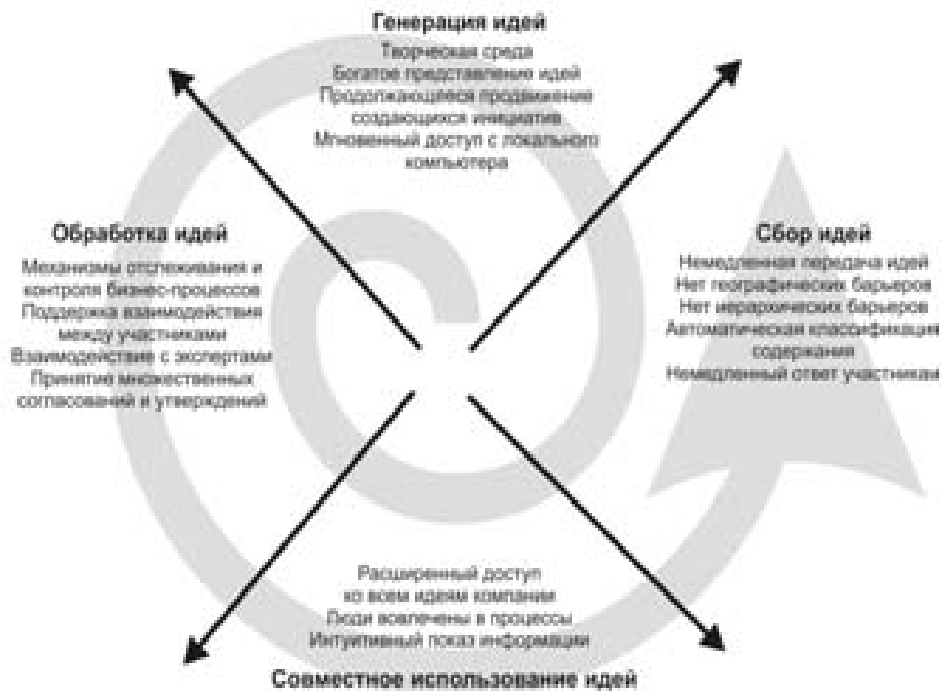 Генерация идей
Творческая среда
Богатое представление идей
Продолжающееся продвижение
создающихся инициатив
Мгновенный доступ с локального
компьютера
Обработка идей
Механизмы отслеживания и
контроля бизнес-процессов
Поддержка взаимодействия
между участниками
Взаимодействие с экспертами
Принятие множественных
согласований и утверждений
Сбор идей
Немедленная передача идей
Нет географических барьеров
Нет иерархических барьеров
Автоматическая классификация
содержания
Немедленный ответ участникам
Расширенный доступ
ко всем идеям компании
Люди вовлечены в процессы
Интуитивный показ информации
Совместное использование идей